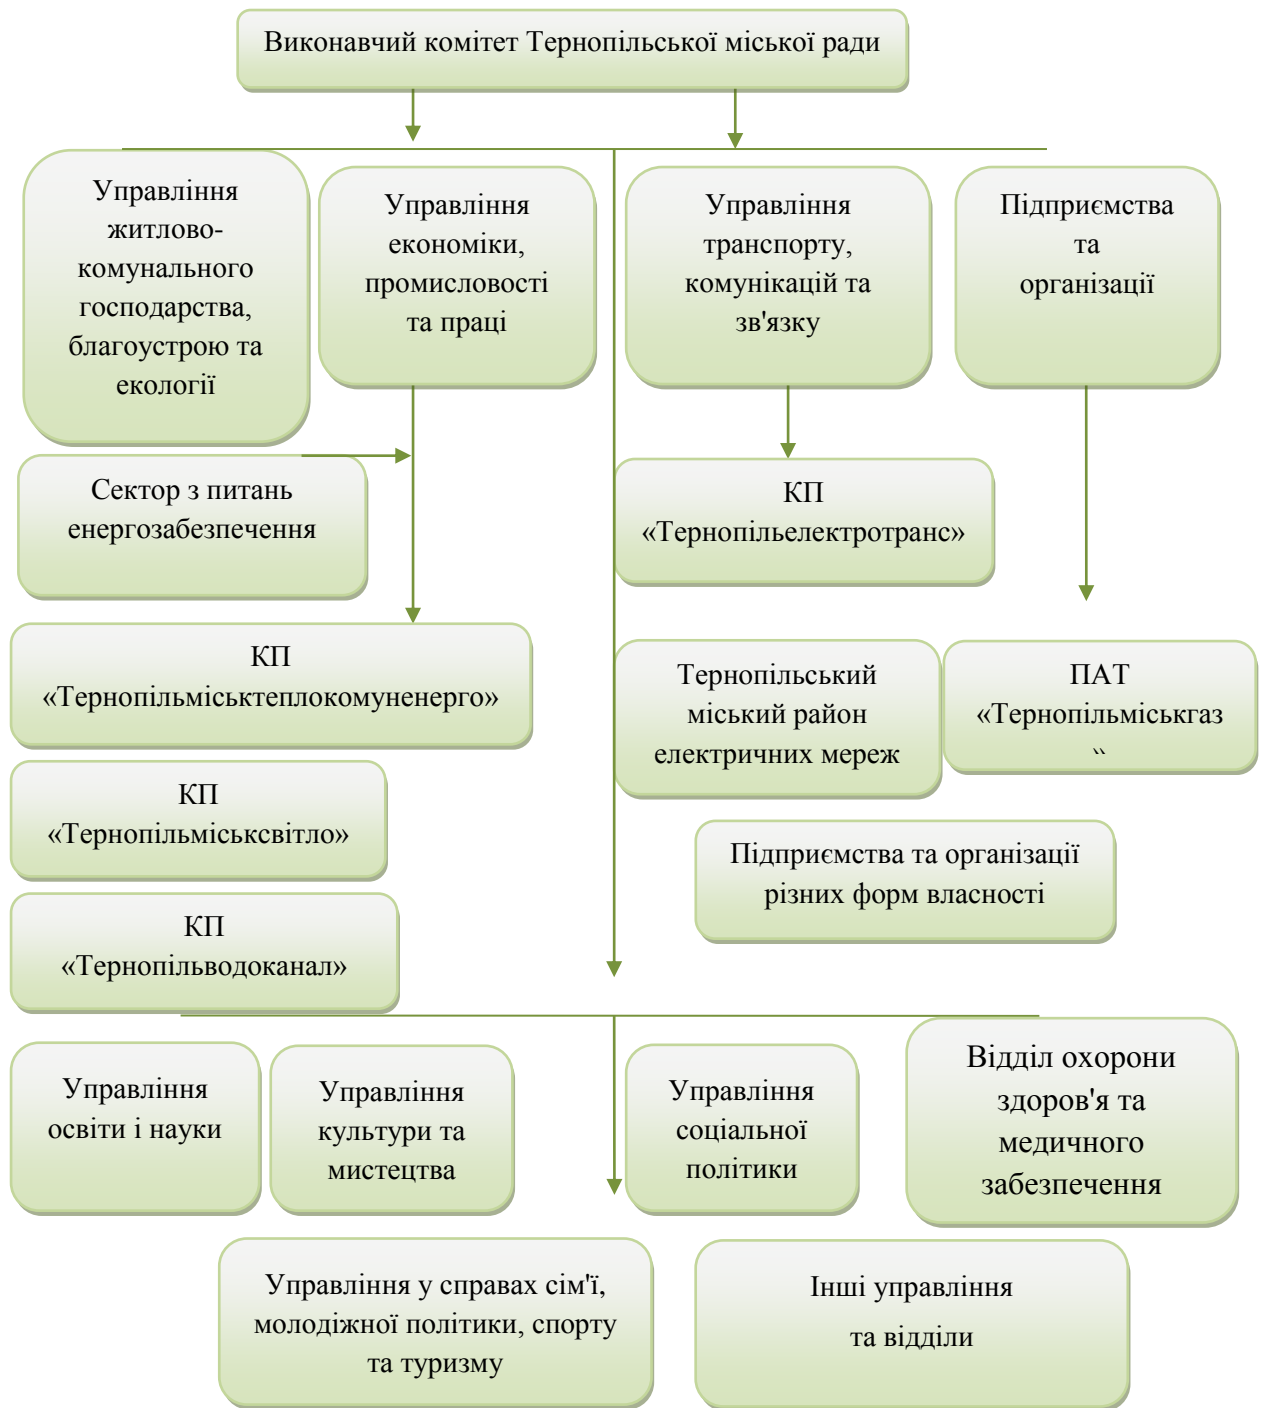 Виконавчий комітет Тернопільської міської ради
Управління
житлово-
комунального
господарства,
благоустрою та
екології
Управління
економіки,
промисловості
та праці
Управління
транспорту,
комунікацій та
зв'язку
Підприємства
та
організації
Сектор з питань
енергозабезпечення
КП
«Тернопільелектротранс»
КП
«Тернопільміськтеплокомуненерго»
Тернопільський
міський район
електричних мереж
ПАТ
«Тернопільміськгаз
»
КП
«Тернопільміськсвітло»
Підприємства та організації
різних форм власності
КП
«Тернопільводоканал»
Управління
освіти і науки
Управління
культури та
мистецтва
Управління
соціальної
політики
Відділ охорони
здоров'я та
медичного
забезпечення
Управління у справах сім'ї,
молодіжної політики, спорту
та туризму
Інші управління
та відділи